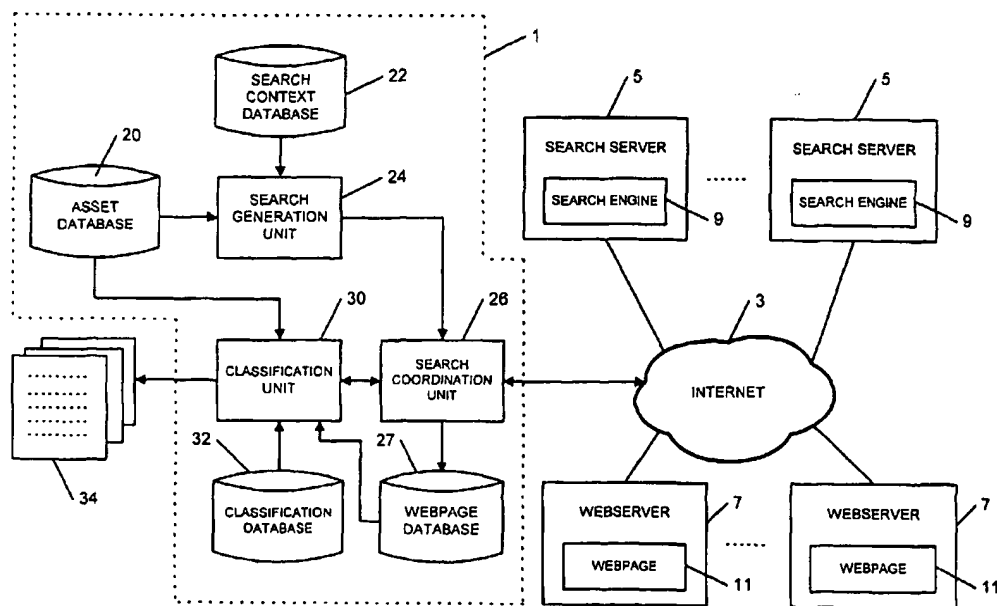 1
SEARCH
CONTEXT
DATABASE
22
5
5
20
ASSET
DATABASE
SEARCH
GENERATION
UNIT
24
SEARCH SERVER
SEARCH ENGINE
9
SEARCH SERVER
SEARCH ENGINE
9
30
26
3
CLASSIFICATION
UNIT
SEARCH
COORDINATION
UNIT
INTERNET
34
32
CLASSIFICATION
DATABASE
27
WEBPAGE
DATABASE
WEBSERVER
7
WEBPAGE
11
WEBSERVER
7
WEBPAGE
11